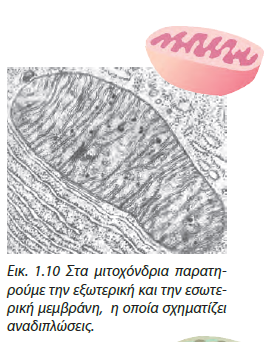 Εικ. 1.10 Στα μιτοχόνδρια παρατη-
ρούμε την εξωτερική και την εσωτε-
ρική μεμβράνη, η οποία σχηματίζει
αναδιπλώσεις.